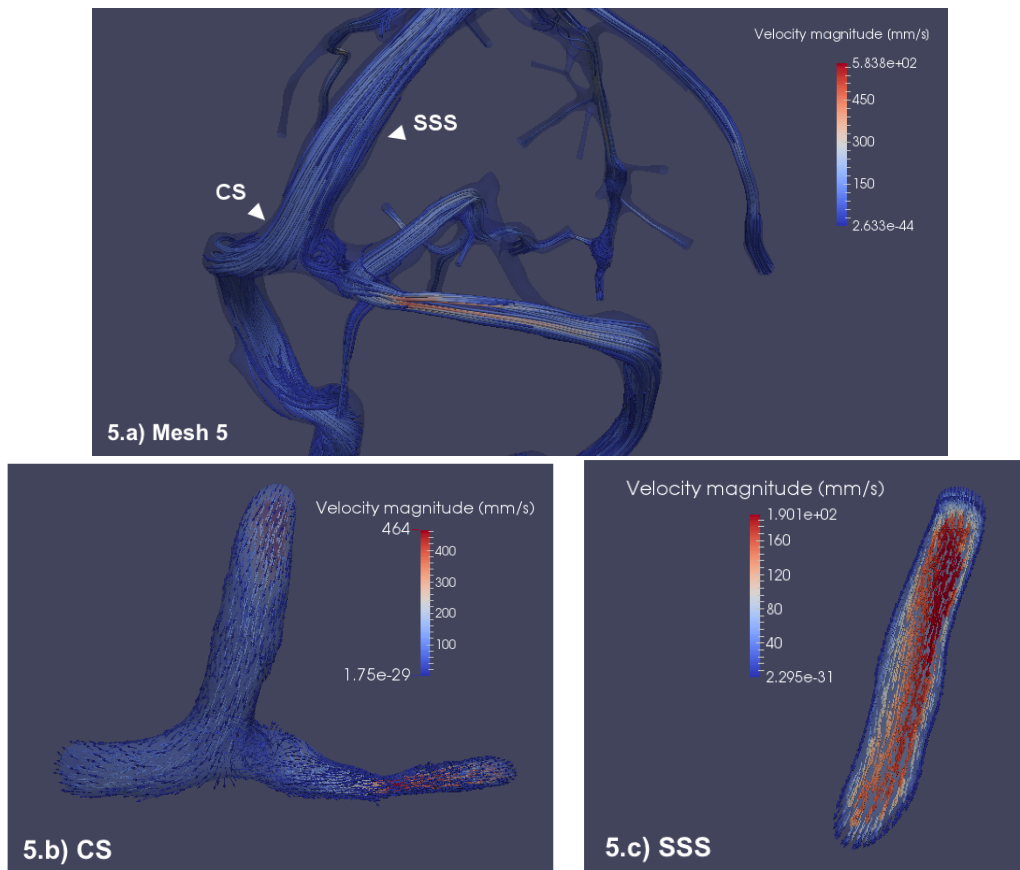 Velocity magnitude (mm/s)
5.838e+02
450
300
150
2.633e-44
SSS
CS
5.a) Mesh 5
Velocity magnitude (mm/s)
464
400
300
200
100
1.75e-29
5.b) CS
Velocity magnitude (mm/s)
1.901e+02
160
120
80
40
2.295e-31
5.c) SSS